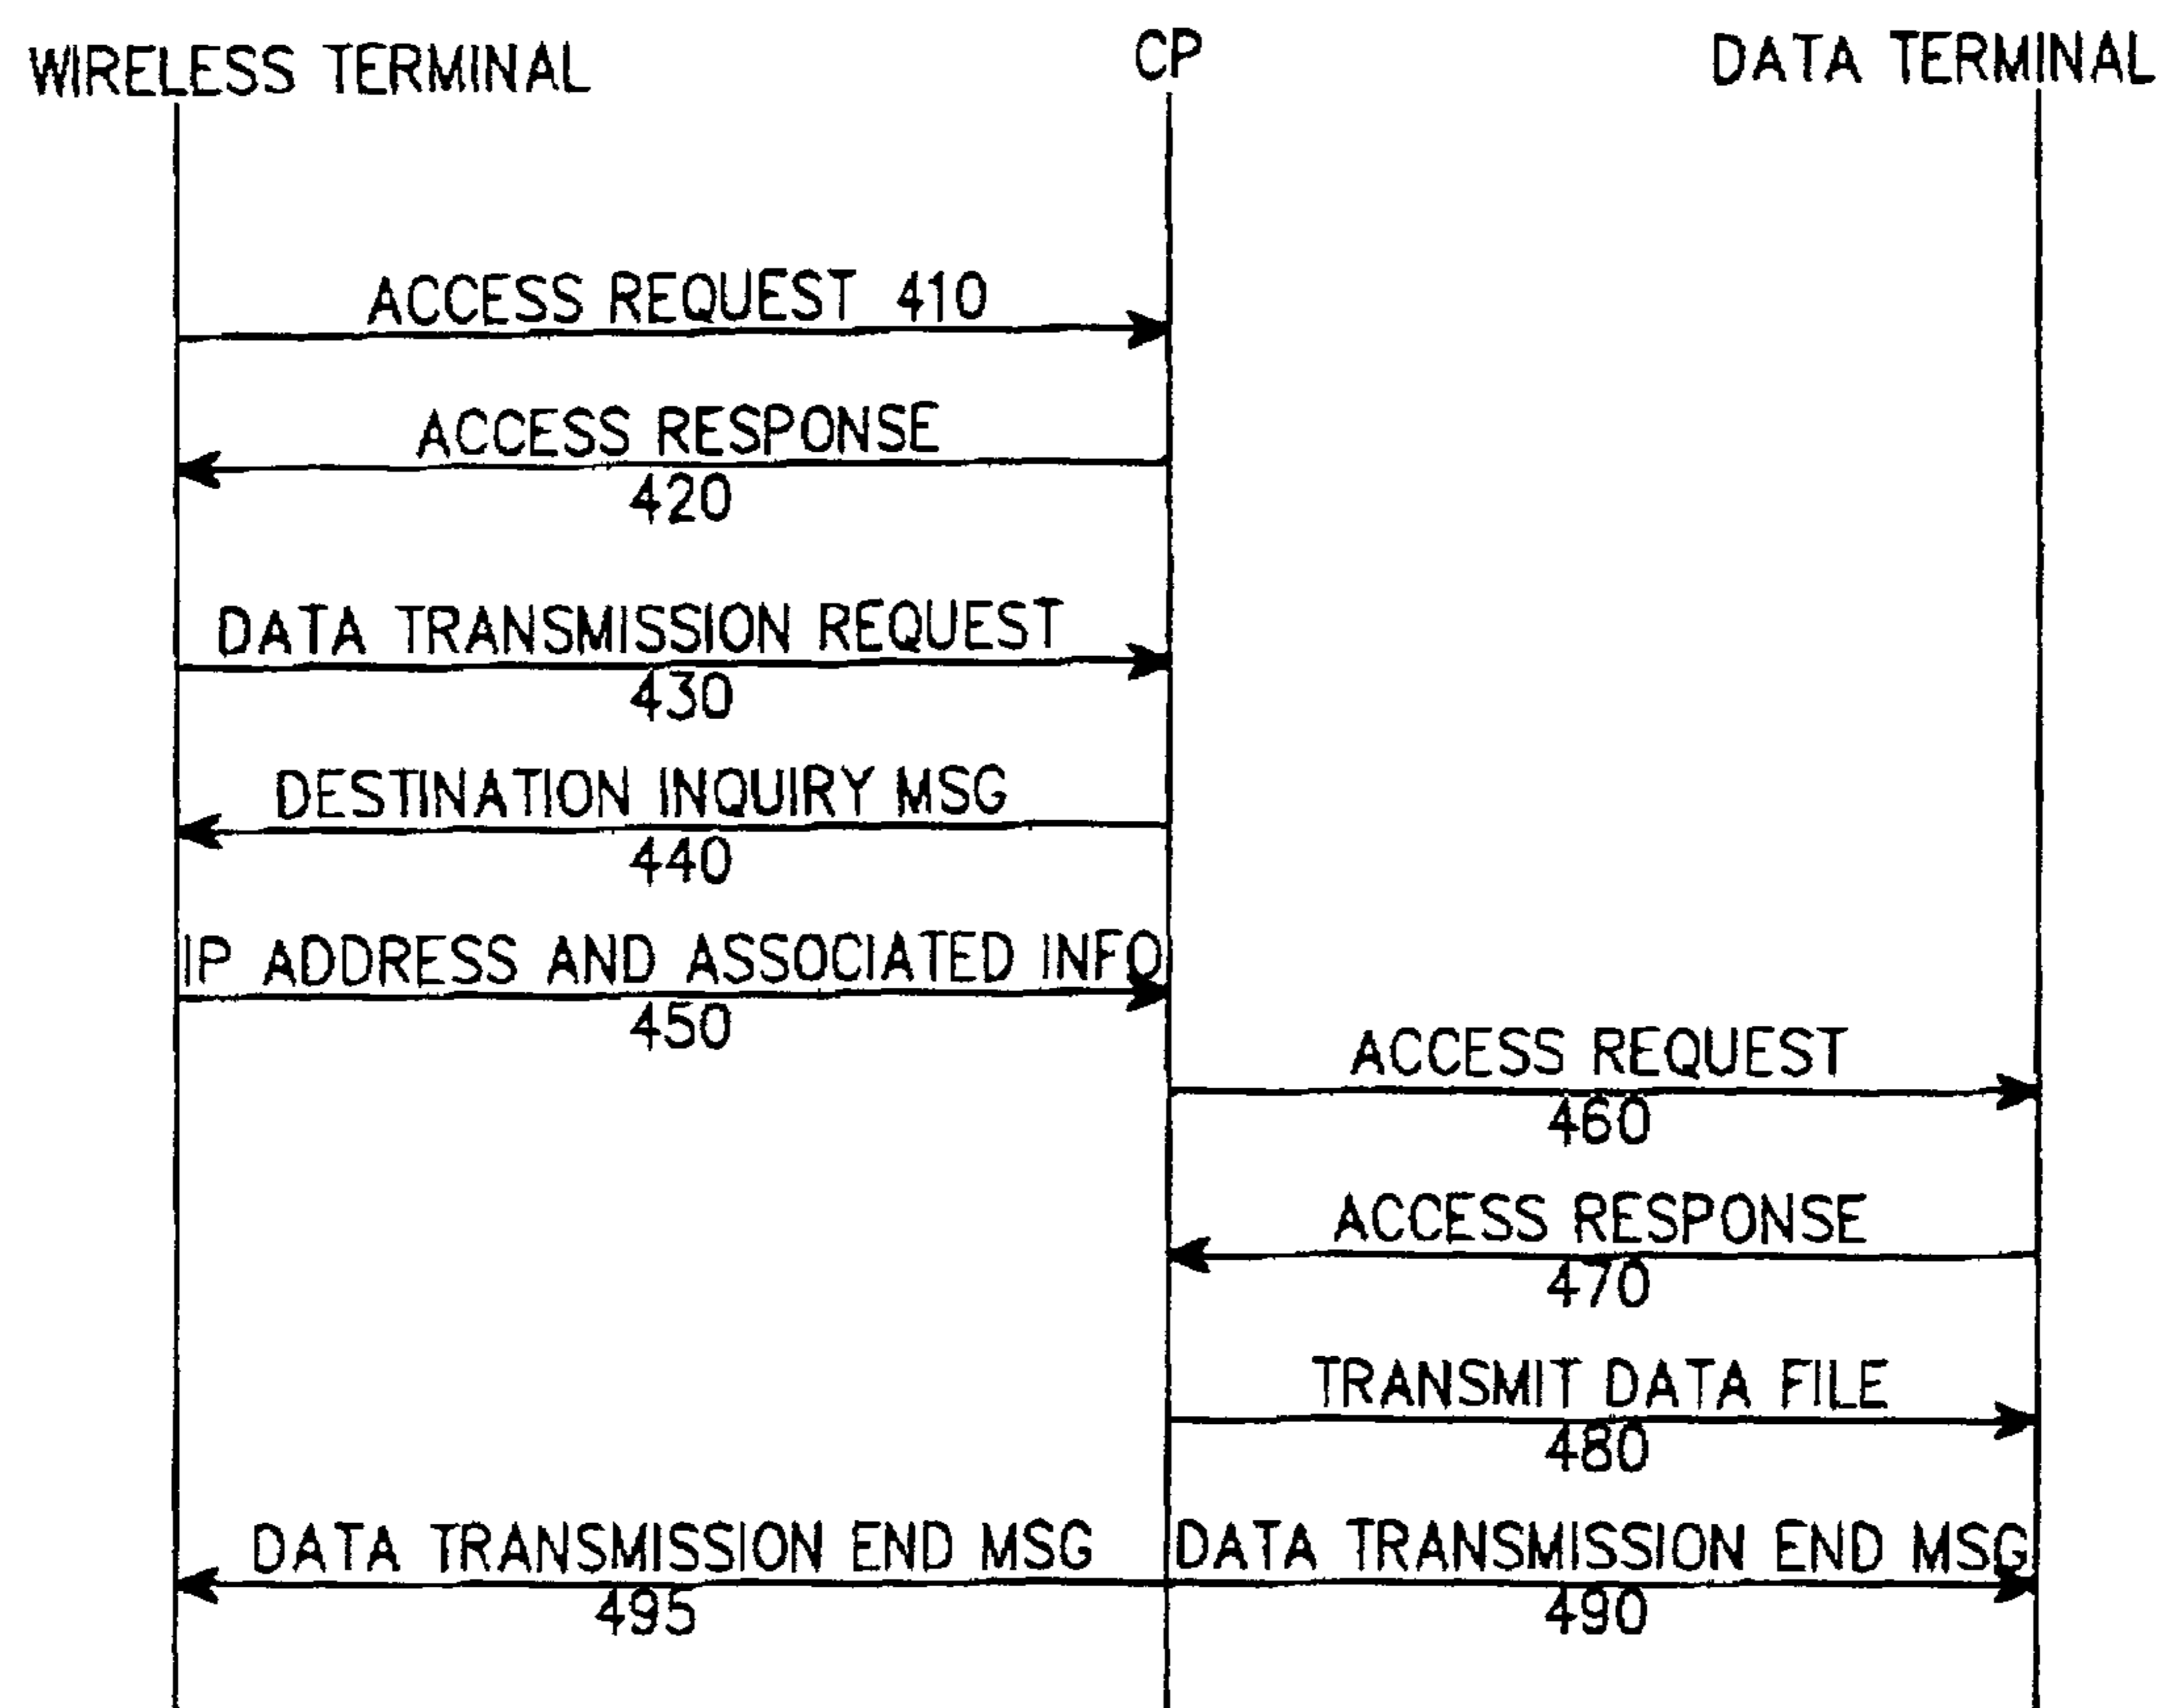 WIRELESS TERMINAL
CP
DATA TERMINAL
ACCESS REQUEST 410
ACCESS RESPONSE
420
DATA TRANSMISSION REQUEST
430
DESTINATION INQUIRY MSG
440
IP ADDRESS AND ASSOCIATED INFO
450
ACCESS REQUEST
460
ACCESS RESPONSE
470
TRANSMIT DATA FILE
480
DATA TRANSMISSION END MSG
495
DATA TRANSMISSION END MSG
490